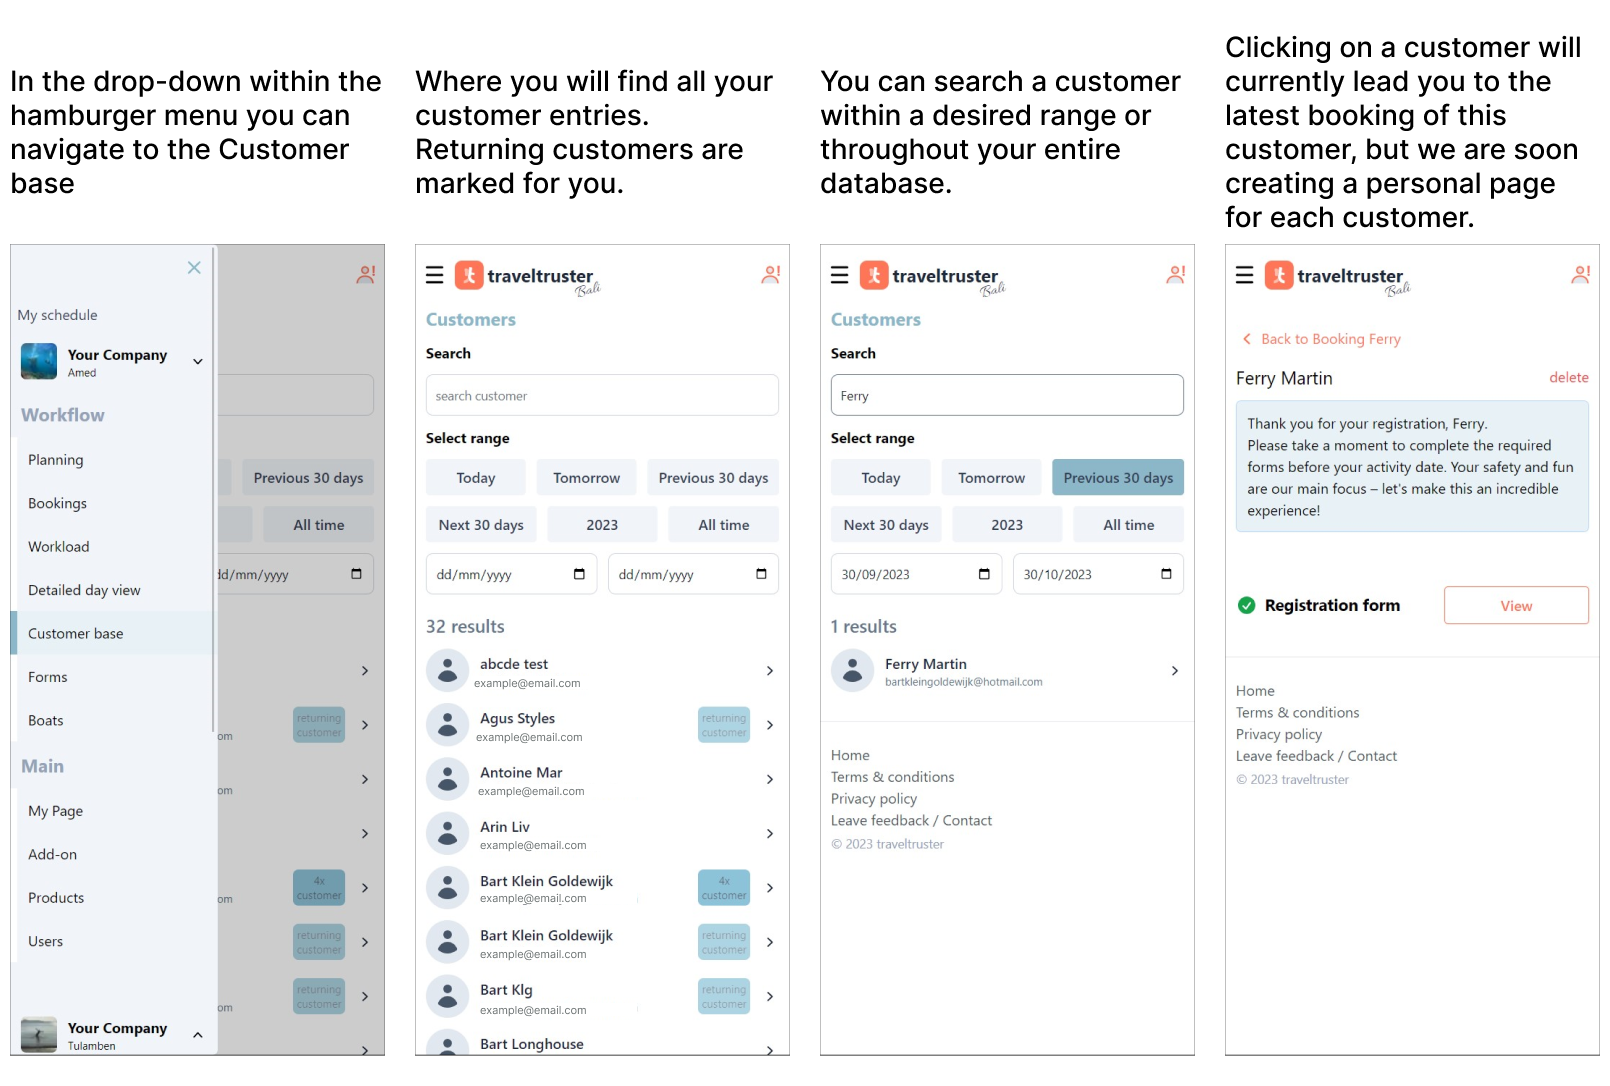 In the drop-down within the
hamburger menu you can
navigate to the Customer
base
My schedule
Your Company
Amed
Workflow
Planning
Bookings
Workload
Detailed day view
Customer base
Forms
Boats
Main
My Page
Add-on
Products
Users
Your Company
Tulamben
Previous 30 days
All time
dd/mm/yyyy
returning
customer
om
om
4x
customer
om
returning
customer
returning
customer
om
Where you will find all your
customer entries.
Returning customers are
marked for you.
traveltruster
Bali
Customers
Search
search customer
Select range
Today Tomorrow Previous 30 days
Next 30 days 2023 All time
dd/mm/yyyy dd/mm/yyyy
32 results
abcde test
example@email.com
Agus Styles
example@email.com
returning
customer
Antoine Mar
example@email.com
Arin Liv
example@email.com
Bart Klein Goldewijk
example@email.com
4x
customer
Bart Klein Goldewijk
example@email.com
returning
customer
Bart Klg
example@email.com
returning
customer
Bart Longhouse
You can search a customer
within a desired range or
throughout your entire
database.
traveltruster
Bali
Customers
Search
Ferry
Select range
Today Tomorrow Previous 30 days
Next 30 days 2023 All time
30/09/2023 30/10/2023
1 results
Ferry Martin
bartkleingoldewijk@hotmail.com
Home
Terms & conditions
Privacy policy
Leave feedback / Contact
© 2023 traveltruster
Clicking on a customer will
currently lead you to the
latest booking of this
customer, but we are soon
creating a personal page
for each customer.
traveltruster
Bali
Back to Booking Ferry
Ferry Martin delete
Thank you for your registration, Ferry.
Please take a moment to complete the required
forms before your activity date. Your safety and fun
are our main focus – let's make this an incredible
experience!
Registration form View
Home
Terms & conditions
Privacy policy
Leave feedback / Contact
© 2023 traveltruster